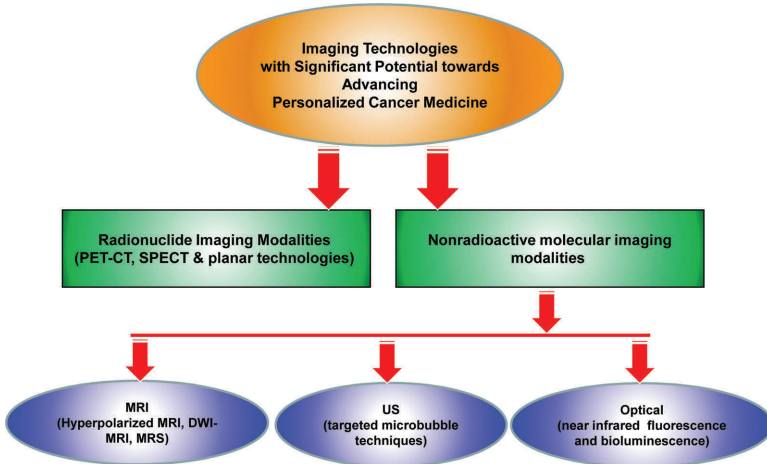 Imaging Technologies
with Significant Potential towards
Advancing
Personalized Cancer Medicine
Radionuclide Imaging Modalities
(PET-CT, SPECT & planar technologies)
Nonradioactive molecular imaging
modalities
MRI
(Hyperpolarized MRI, DWI-
MRI, MRS)
US
(targeted microbubble
techniques)
Optical
(near infrared fluorescence
and bioluminescence)